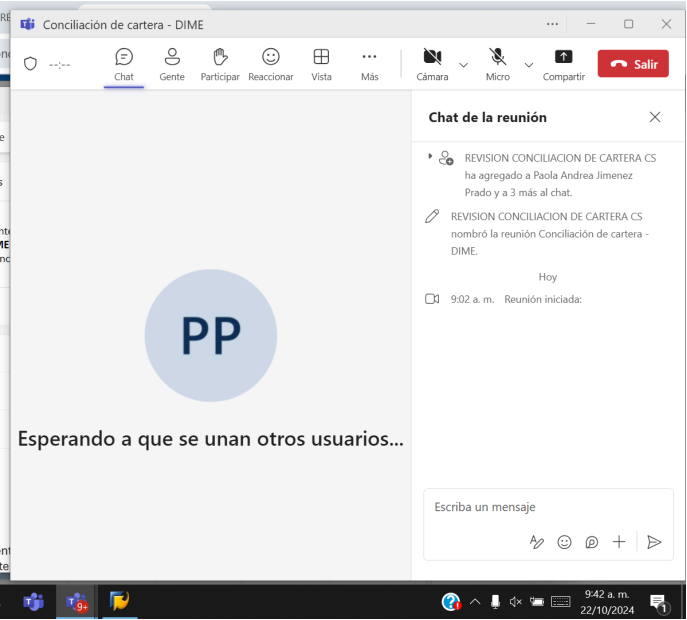 Conciliación de cartera - DIME
--:--
Chat
Gente
Participar
Reaccionar
Vista
Más
Cámara
Micro
Compartir
Salir
Chat de la reunión
REVISION CONCILIACION DE CARTERA CS
ha agregado a Paola Andrea Jimenez
Prado y a 3 más al chat.
REVISION CONCILIACION DE CARTERA CS
nombró la reunión Conciliación de cartera -
DIME.
Hoy
9:02 a. m. Reunión iniciada:
PP
Esperando a que se unan otros usuarios...
Escriba un mensaje
9+
9:42 a. m.
22/10/2024
1